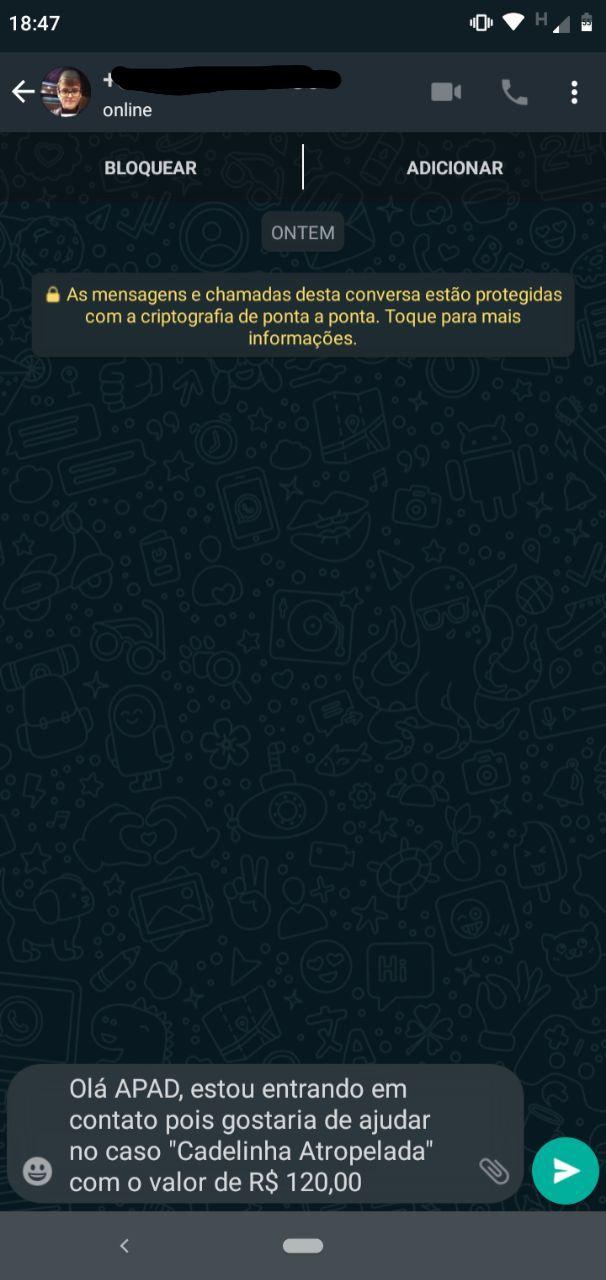 18:47
H
+
online
BLOQUEAR
ADICIONAR
ONTEM
As mensagens e chamadas desta conversa estão protegidas
com a criptografia de ponta a ponta. Toque para mais
informações.
24
Hi
Olá APAD, estou entrando em
contato pois gostaria de ajudar
no caso "Cadelinha Atropelada"
com o valor de R$ 120,00